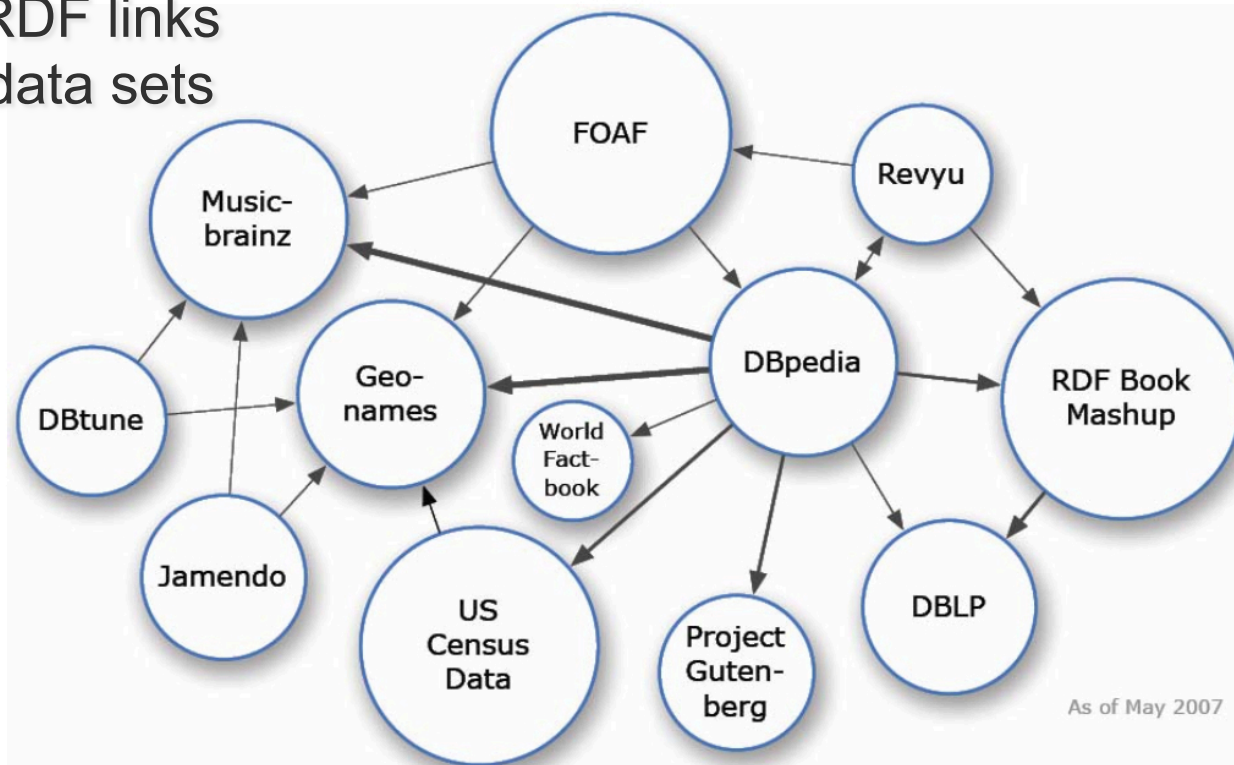 RDF links
data sets
FOAF
Revyu
Music-
brainz
DBpedia
Geo-
names
RDF Book
Mashup
DBtune
World
Fact-
book
Jamendo
US
Census
Data
Project
Guten-
berg
DBLP
As of May 2007